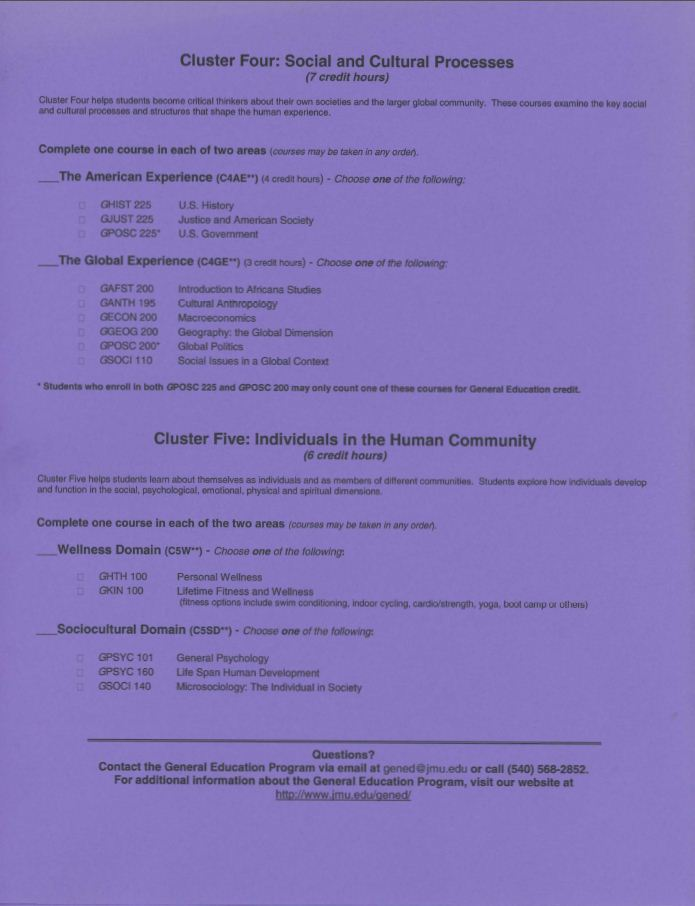 Cluster Four: Social and Cultural Processes
(7 credit hours)
Cluster Four helps students become critical thinkers about their own societies and the larger global community. These courses examine the key social
and cultural processes and structures that shape the human experience.
Complete one course in each of two areas (courses may be taken in any order).
___The American Experience (C4AE**) (4 credit hours) - Choose one of the following:
□ GHIST 225 U.S. History
□ GJUST 225 Justice and American Society
□ GPOSC 225* U.S. Government
___The Global Experience (C4GE**) (3 credit hours) - Choose one of the following:
□ GAFST 200 Introduction to Africana Studies
□ GANTH 195 Cultural Anthropology
□ GECON 200 Macroeconomics
□ GGEOG 200 Geography: the Global Dimension
□ GPOSC 200* Global Politics
□ GSOCI 110 Social Issues in a Global Context
* Students who enroll in both GPOSC 225 and GPOSC 200 may only count one of these courses for General Education credit.
Cluster Five: Individuals in the Human Community
(6 credit hours)
Cluster Five helps students learn about themselves as individuals and as members of different communities. Students explore how individuals develop
and function in the social, psychological, emotional, physical and spiritual dimensions.
Complete one course in each of the two areas (courses may be taken in any order).
___Wellness Domain (C5W**) - Choose one of the following:
□ GHTH 100 Personal Wellness
□ GKIN 100 Lifetime Fitness and Wellness
(fitness options include swim conditioning, indoor cycling, cardio/strength, yoga, boot camp or others)
___Sociocultural Domain (C5SD**) - Choose one of the following:
□ GPSYC 101 General Psychology
□ GPSYC 160 Life Span Human Development
□ GSOCI 140 Microsociology: The Individual in Society
Questions?
Contact the General Education Program via email at gened@jmu.edu or call (540) 568-2852.
For additional information about the General Education Program, visit our website at
http://www.jmu.edu/gened/